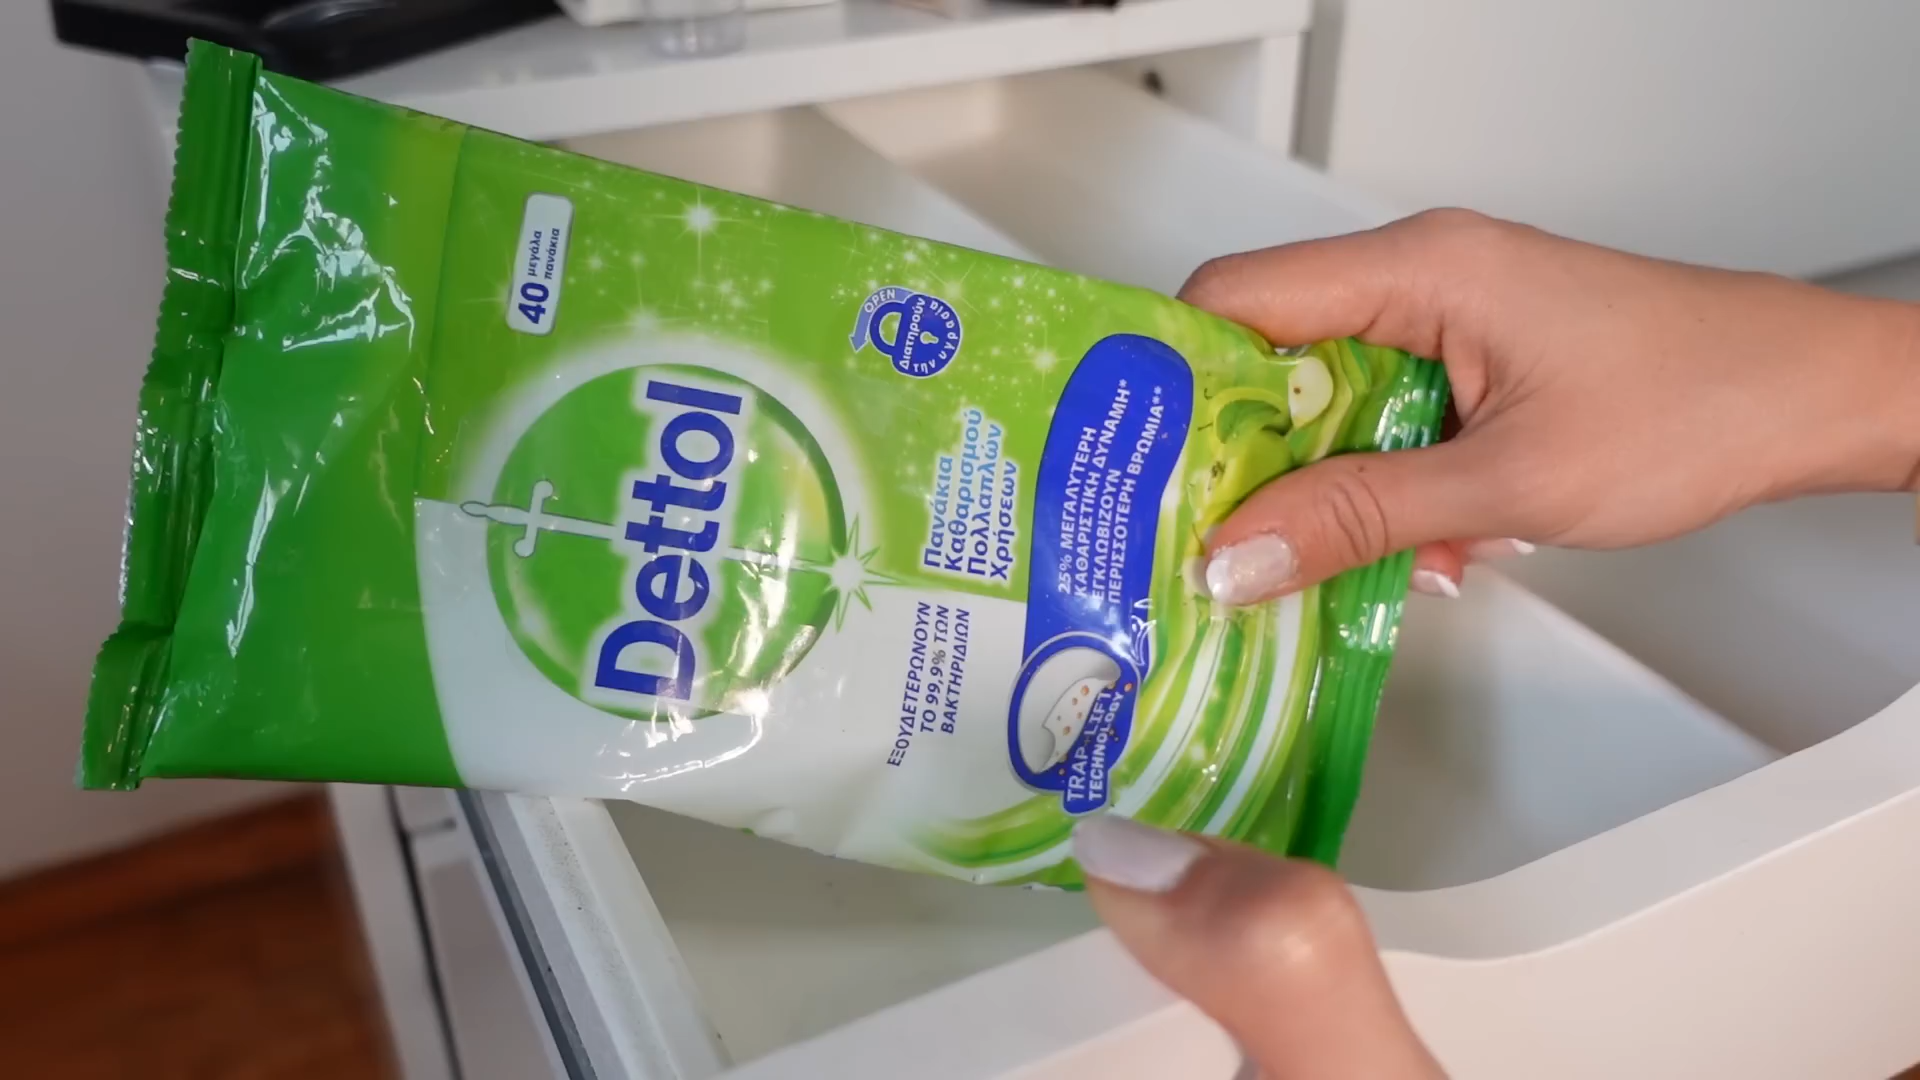 40 μεγάλα
πανάκια
Dettol
OPEN
Διατηρούν
την υγρασία
Πανάκια
Καθαρισμού
Πολλαπλών
Χρήσεων
ΕΞΟΥΔΕΤΕΡΩΝΟΥΝ
ΤΟ 99,9% ΤΩΝ
ΒΑΚΤΗΡΙΔΙΩΝ
25% ΜΕΓΑΛΥΤΕΡΗ
ΚΑΘΑΡΙΣΤΙΚΗ ΔΥΝΑΜΗ*
ΕΓΚΛΩΒΙΖΟΥΝ
ΠΕΡΙΣΣΟΤΕΡΗ ΒΡΩΜΙΑ**
TRAP+LIFT
TECHNOLOGY